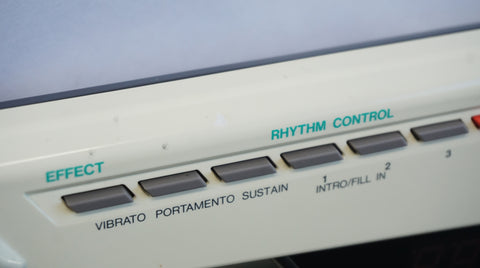 EFFECT
RHYTHM CONTROL
VIBRATO PORTAMENTO SUSTAIN
1 2 3
INTRO/FILL IN